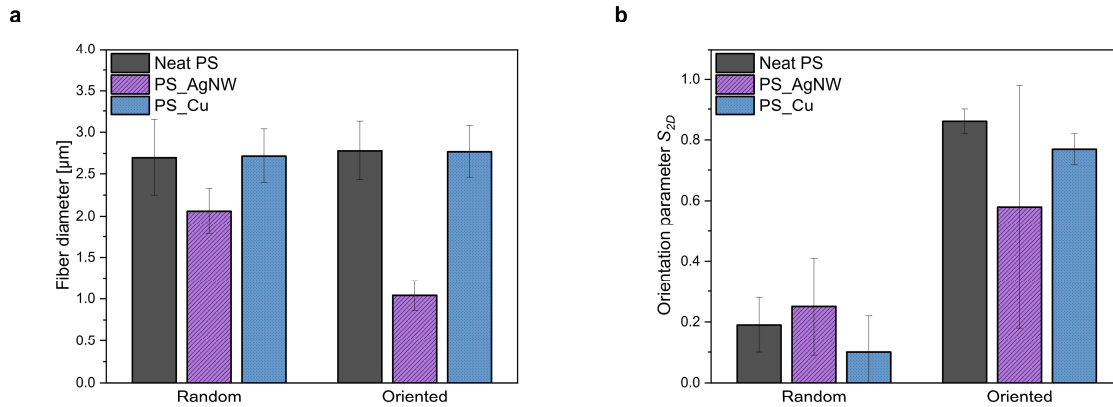 a
4.0
3.5
3.0
2.5
2.0
1.5
1.0
0.5
0.0
Fiber diameter [µm]
Neat PS
PS_AgNW
PS_Cu
Random
Oriented
b
1.0
0.8
0.6
0.4
0.2
0.0
Orientation parameter S2D
Neat PS
PS_AgNW
PS_Cu
Random
Oriented